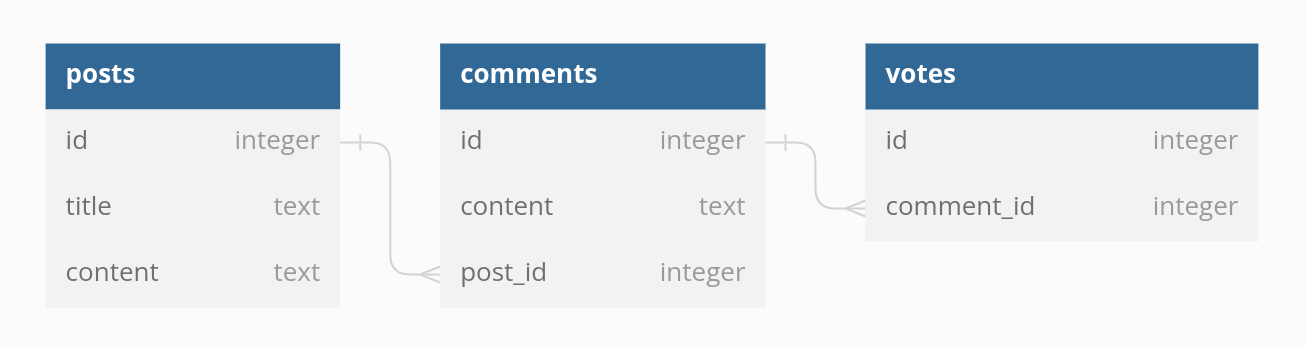 posts
id integer
title text
content text
comments
id integer
content text
post_id integer
votes
id integer
comment_id integer